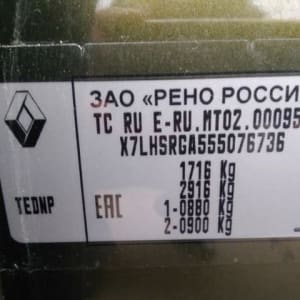 ЗАО «РЕНО РОССИ
TC RU E-RU.MT02.00095
X7LHSRGA555076736
1716 Kg
2916 Kg
1-0880 Kg
2-0900 Kg
TEDNP
EAC